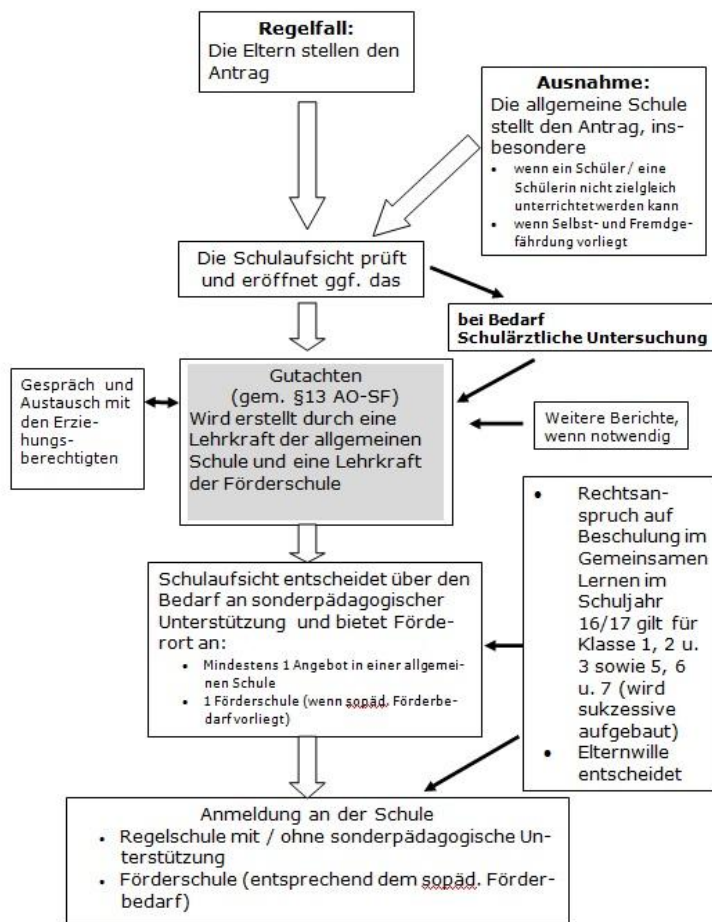 Regelfall:
Die Eltern stellen den
Antrag
Ausnahme:
Die allgemeine Schule
stellt den Antrag, ins-
besondere
• wenn ein Schüler / eine
Schülerin nicht zielgleich
unterrichtet werden kann
• wenn Selbst- und Fremdge-
fährdung vorliegt
Die Schulaufsicht prüft
und eröffnet ggf. das
bei Bedarf
Schulärztliche Untersuchung
Gespräch und
Austausch mit
den Erzie-
hungs-
berechtigten
Gutachten
(gem. §13 AO-SF)
Wird erstellt durch eine
Lehrkraft der allgemeinen
Schule und eine Lehrkraft
der Förderschule
Weitere Berichte,
wenn notwendig
• Rechtsan-
spruch auf
Beschulung im
Gemeinsamen
Lernen im
Schuljahr
16/17 gilt für
Klasse 1, 2 u.
3 sowie 5, 6
u. 7 (wird
sukzessive
aufgebaut)
• Elternwille
entscheidet
Schulaufsicht entscheidet über den
Bedarf an sonderpädagogischer
Unterstützung und bietet Förde-
rort an:
• Mindestens 1 Angebot in einer allgemei-
nen Schule
• 1 Förderschule (wenn sopäd. Förderbe-
darf vorliegt)
Anmeldung an der Schule
• Regelschule mit / ohne sonderpädagogische Un-
terstützung
• Förderschule (entsprechend dem sopäd. Förder-
bedarf)